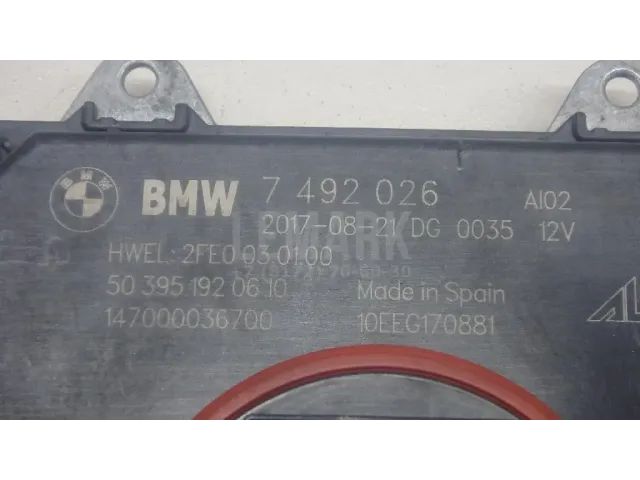 BMW 7 492 026
2017-08-21 DG 0035
AI02
12V
HWEL: 2FE0 03.01.00
50 395 192 06.10 Made in Spain
147000036700 10EEG170881
LEMARK